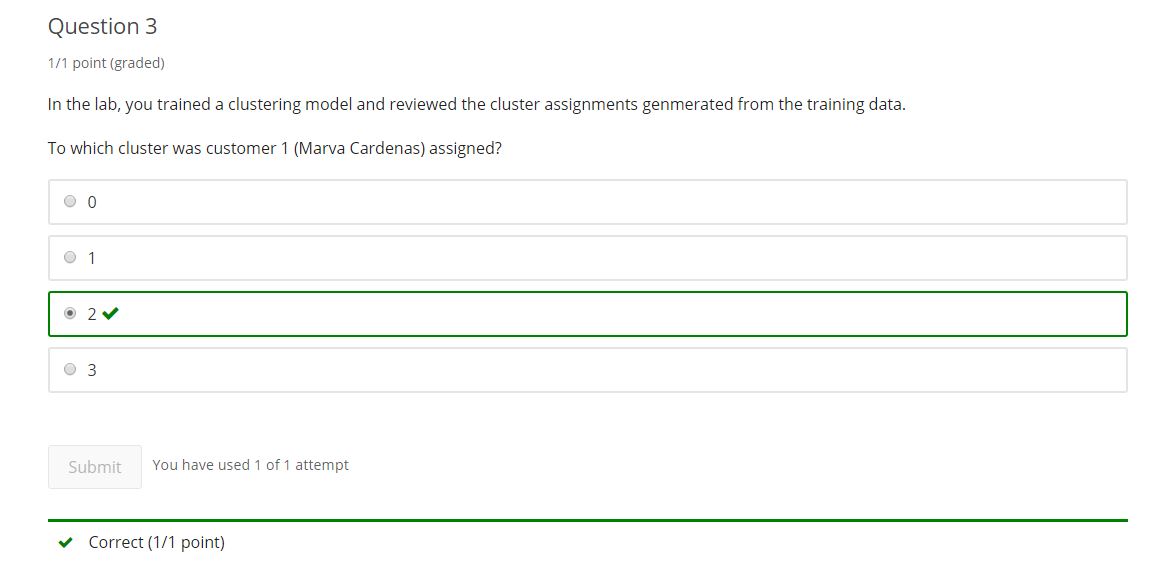 Question 3
1/1 point (graded)
In the lab, you trained a clustering model and reviewed the cluster assignments genmerated from the training data.
To which cluster was customer 1 (Marva Cardenas) assigned?
0
1
2
3
Submit You have used 1 of 1 attempt
Correct (1/1 point)